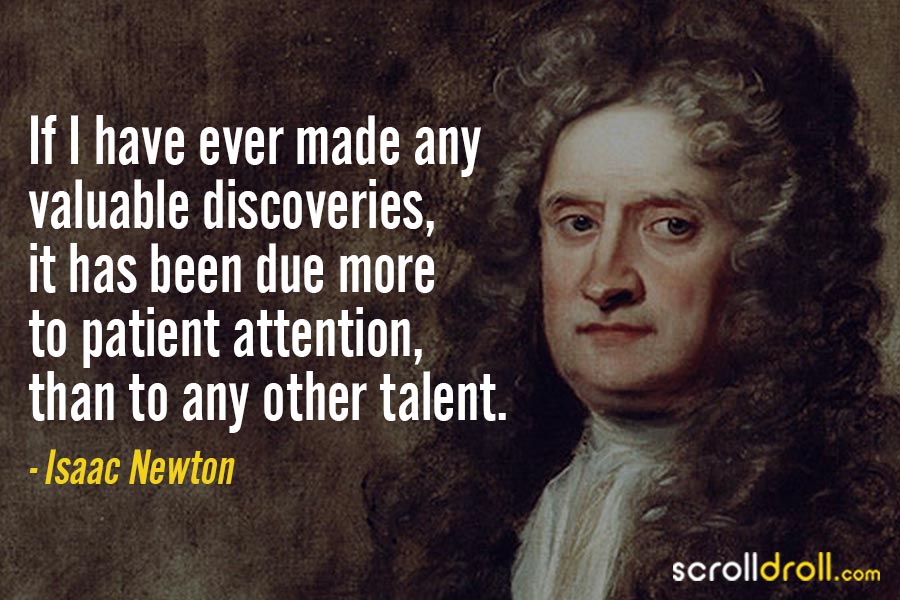 If I have ever made any
valuable discoveries,
it has been due more
to patient attention,
than to any other talent.
- Isaac Newton
scrolldroll.com